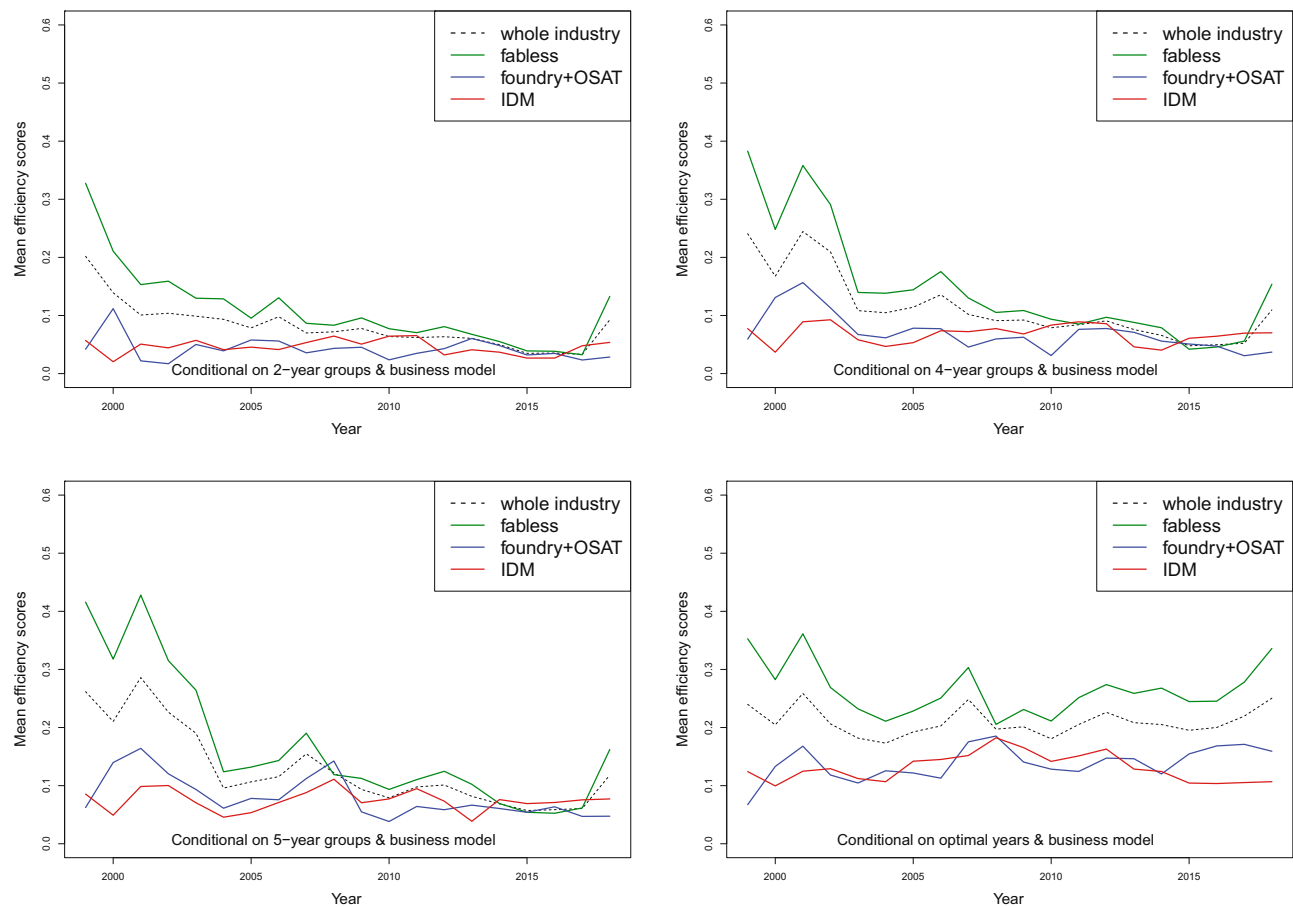 whole industry
fabless
foundry+OSAT
IDM
Mean efficiency scores
0.6
0.5
0.4
0.3
0.2
0.1
0.0
Conditional on 2−year groups & business model
2000 2005 2010 2015
Year
whole industry
fabless
foundry+OSAT
IDM
Mean efficiency scores
0.6
0.5
0.4
0.3
0.2
0.1
0.0
Conditional on 4−year groups & business model
2000 2005 2010 2015
Year
whole industry
fabless
foundry+OSAT
IDM
Mean efficiency scores
0.6
0.5
0.4
0.3
0.2
0.1
0.0
Conditional on 5−year groups & business model
2000 2005 2010 2015
Year
whole industry
fabless
foundry+OSAT
IDM
Mean efficiency scores
0.6
0.5
0.4
0.3
0.2
0.1
0.0
Conditional on optimal years & business model
2000 2005 2010 2015
Year